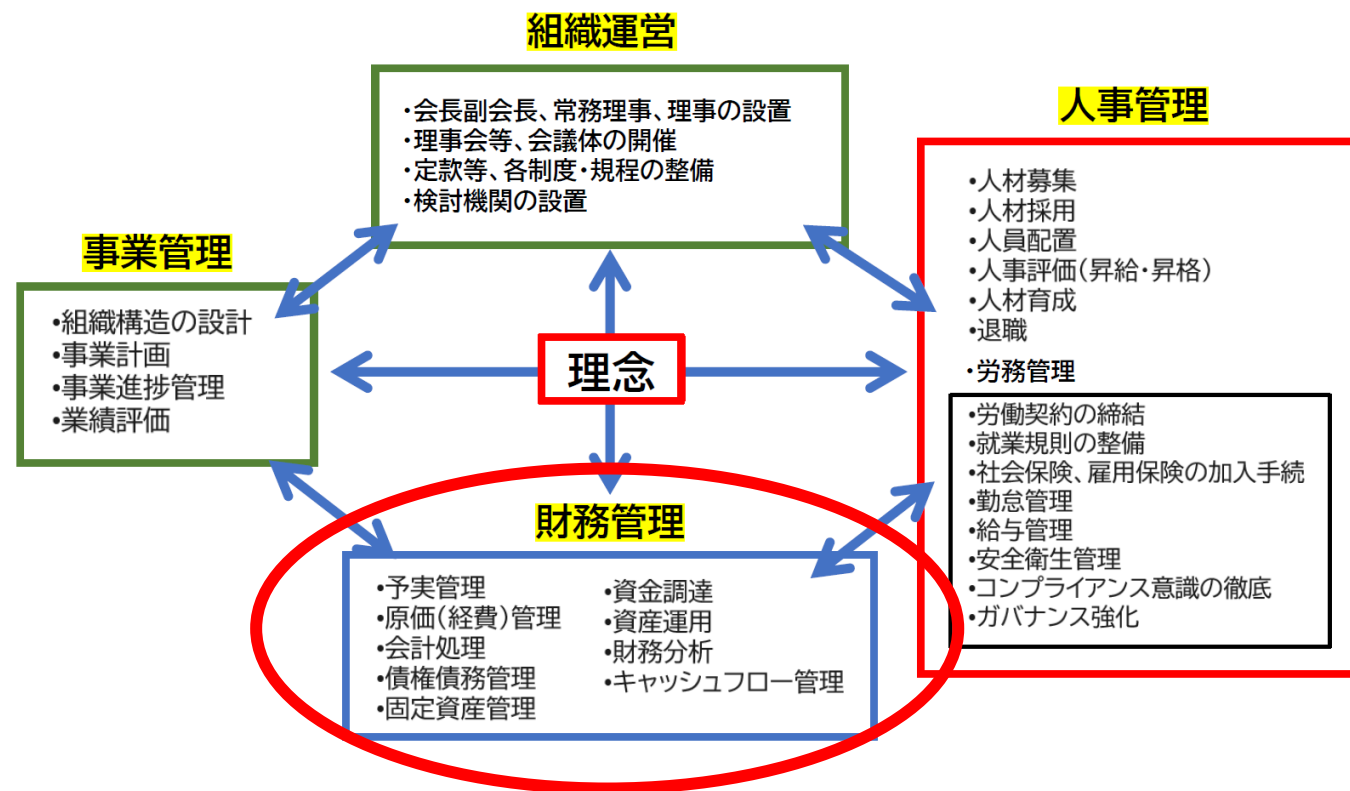 組織運営
・会長副会長、常務理事、理事の設置
・理事会等、会議体の開催
・定款等、各制度・規程の整備
・検討機関の設置
人事管理
•人材募集
•人材採用
•人員配置
•人事評価(昇給・昇格)
•人材育成
•退職
・労務管理
•労働契約の締結
•就業規則の整備
•社会保険、雇用保険の加入手続
•勤怠管理
•給与管理
•安全衛生管理
•コンプライアンス意識の徹底
•ガバナンス強化
事業管理
•組織構造の設計
•事業計画
•事業進捗管理
•業績評価
理念
財務管理
•予実管理
•原価(経費)管理
•会計処理
•債権債務管理
•固定資産管理
•資金調達
•資産運用
•財務分析
•キャッシュフロー管理